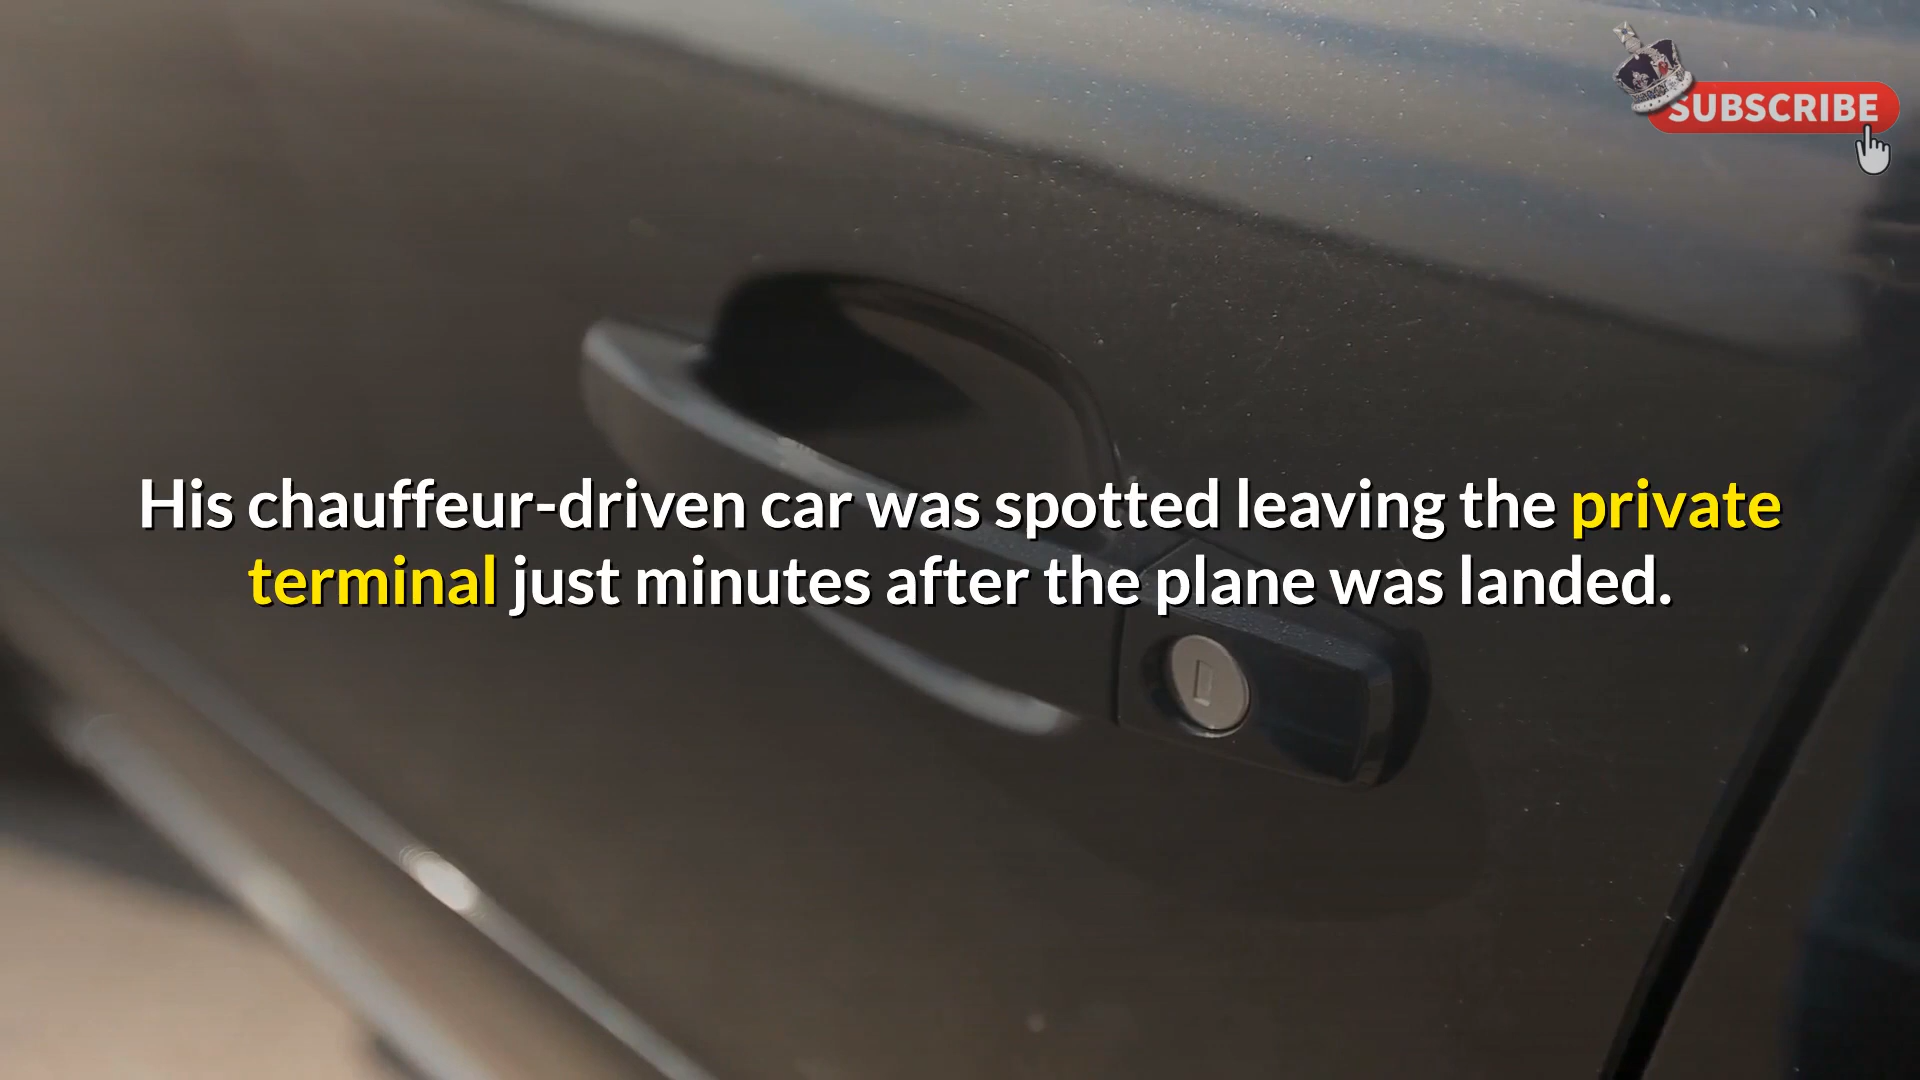 SUBSCRIBE
His chauffeur-driven car was spotted leaving the private
terminal just minutes after the plane was landed.